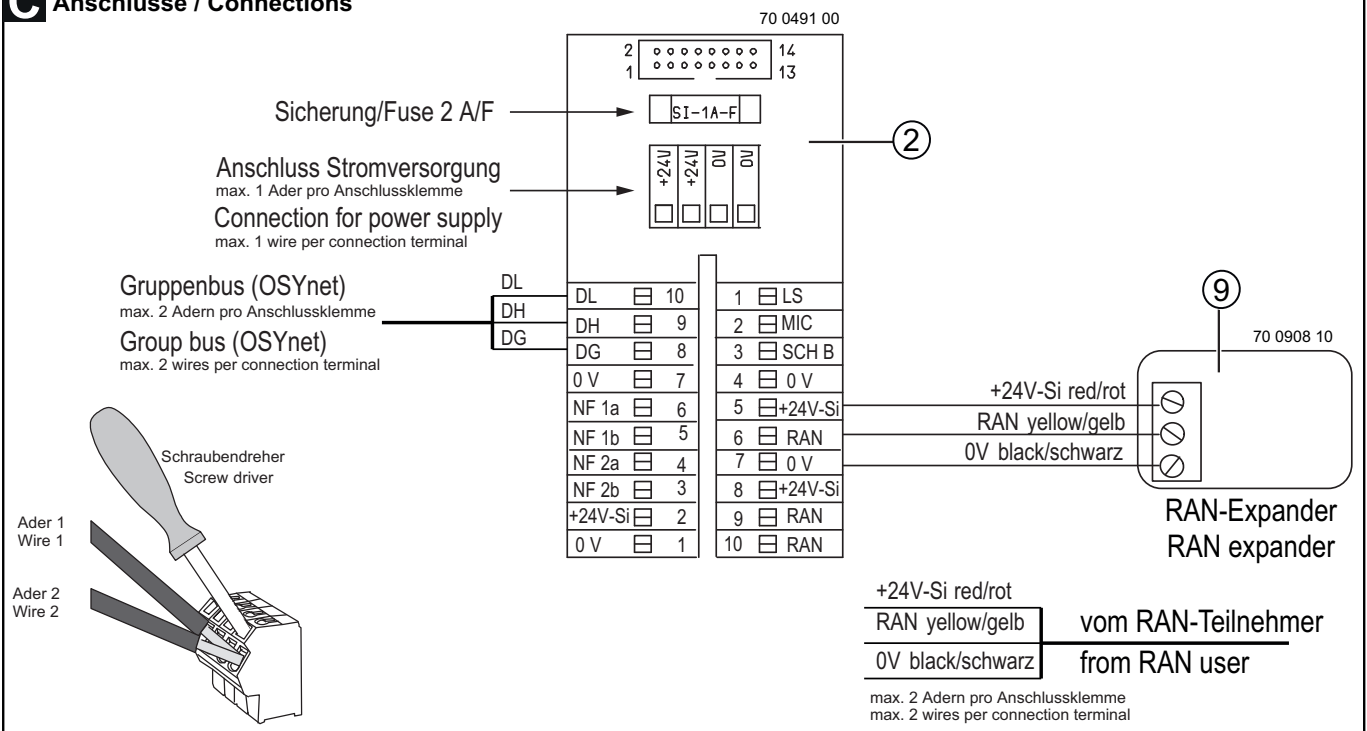 C Anschlüsse / Connections
70 0491 00
2 14
1 13
Sicherung/Fuse 2 A/F
SI-1A-F
2
Anschluss Stromversorgung
max. 1 Ader pro Anschlussklemme
Connection for power supply
max. 1 wire per connection terminal
+24V +24V 0V 0V
Gruppenbus (OSYnet)
max. 2 Adern pro Anschlussklemme
Group bus (OSYnet)
max. 2 wires per connection terminal
DL
DH
DG
DL 10
DH 9
DG 8
0 V 7
NF 1a 6
NF 1b 5
NF 2a 4
NF 2b 3
+24V-Si 2
0 V 1
1 LS
2 MIC
3 SCH B
4 0 V
5 +24V-Si
6 RAN
7 0 V
8 +24V-Si
9 RAN
10 RAN
9
70 0908 10
+24V-Si red/rot
RAN yellow/gelb
0V black/schwarz
RAN-Expander
RAN expander
Schraubendreher
Screw driver
Ader 1
Wire 1
Ader 2
Wire 2
+24V-Si red/rot
RAN yellow/gelb
0V black/schwarz
vom RAN-Teilnehmer
from RAN user
max. 2 Adern pro Anschlussklemme
max. 2 wires per connection terminal